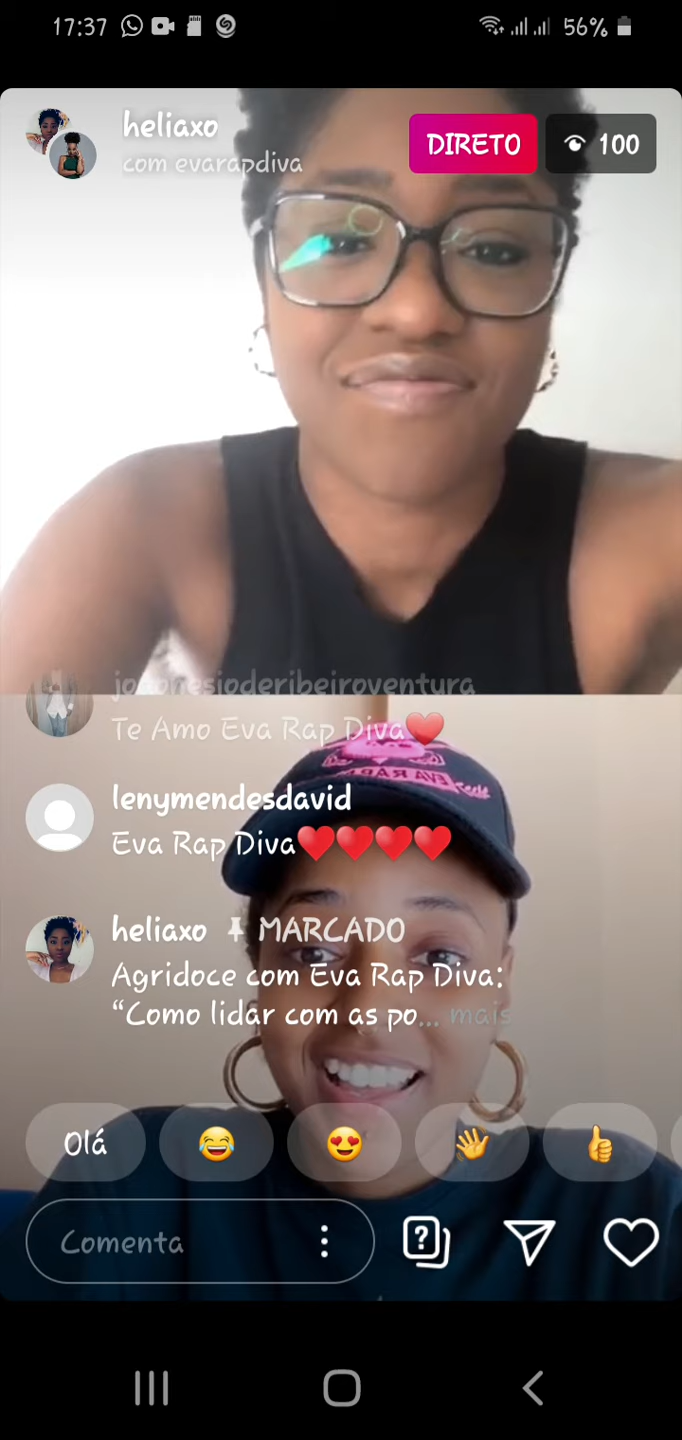 17:37
56%
heliaxo
com evarapdiva
DIRETO
100
Te Amo Eva Rap Diva❤️
lenymendesdavid
Eva Rap Diva❤️❤️❤️❤️
heliaxo 📌 MARCADO
Agridoce com Eva Rap Diva:
“Como lidar com as po... mais
Olá
😂 😍 👋 👍
Comenta